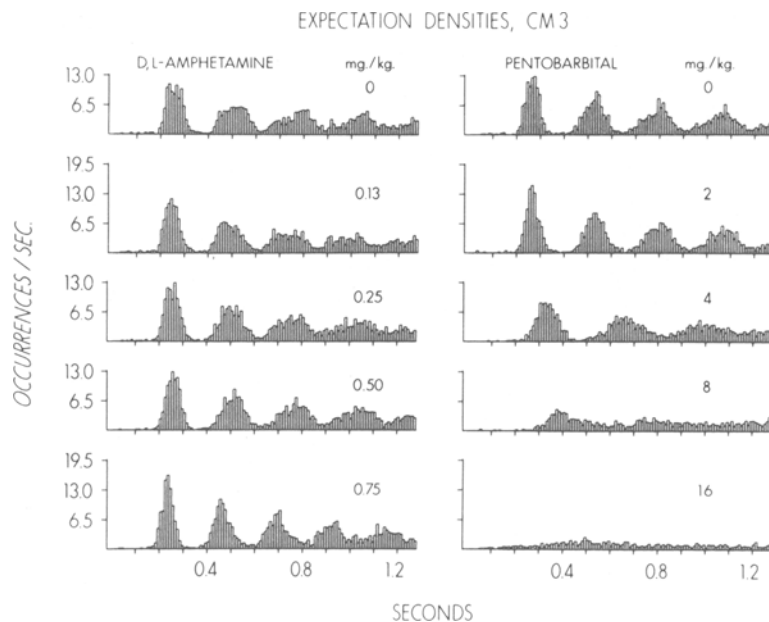 EXPECTATION DENSITIES, CM3
D,L-AMPHETAMINE mg./kg. PENTOBARBITAL mg./kg.
13.0 0 0
6.5
19.5
13.0 0.13 2
6.5
13.0 0.25 4
6.5
13.0 0.50 8
6.5
19.5
13.0 0.75 16
6.5
0.4 0.8 1.2 0.4 0.8 1.2
SECONDS
OCCURRENCES / SEC.